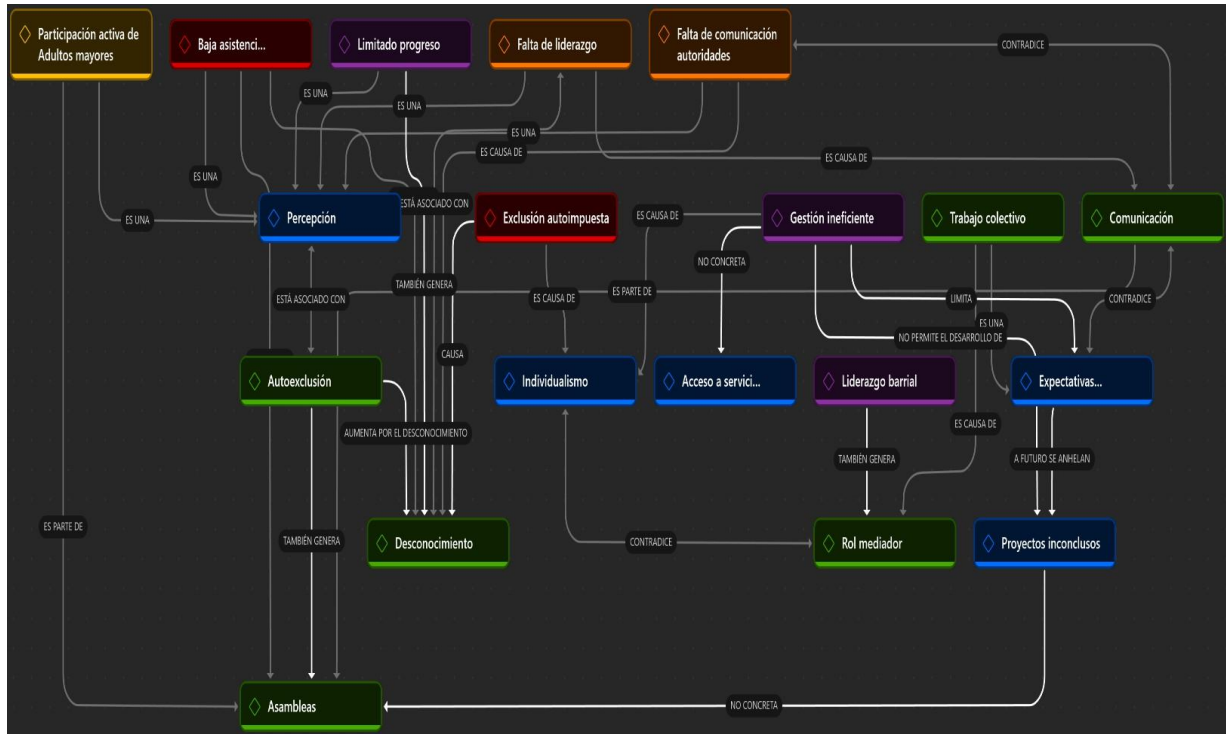 Participación activa de
Adultos mayores
Baja asistenci...
Limitado progreso
Falta de liderazgo
Falta de comunicación
autoridades
CONTRADICE
ES UNA
ES UNA
ES UNA
ES CAUSA DE
ES CAUSA DE
ES UNA
ES UNA
Percepción
ESTÁ ASOCIADO CON
Exclusión autoimpuesta
ES CAUSA DE
Gestión ineficiente
Trabajo colectivo
Comunicación
NO CONCRETA
TAMBIÉN GENERA
ESTÁ ASOCIADO CON
ES CAUSA DE
ES PARTE DE
LIMITA
CONTRADICE
ES UNA
NO PERMITE EL DESARROLLO DE
CAUSA
Autoexclusión
Individualismo
Acceso a servici...
Liderazgo barrial
Expectativas...
ES CAUSA DE
AUMENTA POR EL DESCONOCIMIENTO
TAMBIÉN GENERA
A FUTURO SE ANHELAN
ES PARTE DE
TAMBIÉN GENERA
Desconocimiento
CONTRADICE
Rol mediador
Proyectos inconclusos
Asambleas
NO CONCRETA